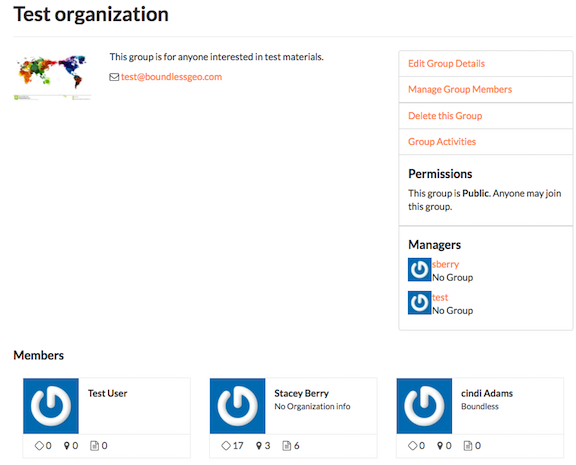 Test organization
This group is for anyone interested in test materials.
test@boundlessgeo.com
Edit Group Details
Manage Group Members
Delete this Group
Group Activities
Permissions
This group is Public. Anyone may join
this group.
Managers
sberry
No Group
test
No Group
Members
Test User
0 0 0
Stacey Berry
No Organization info
17 3 6
cindi Adams
Boundless
0 0 0